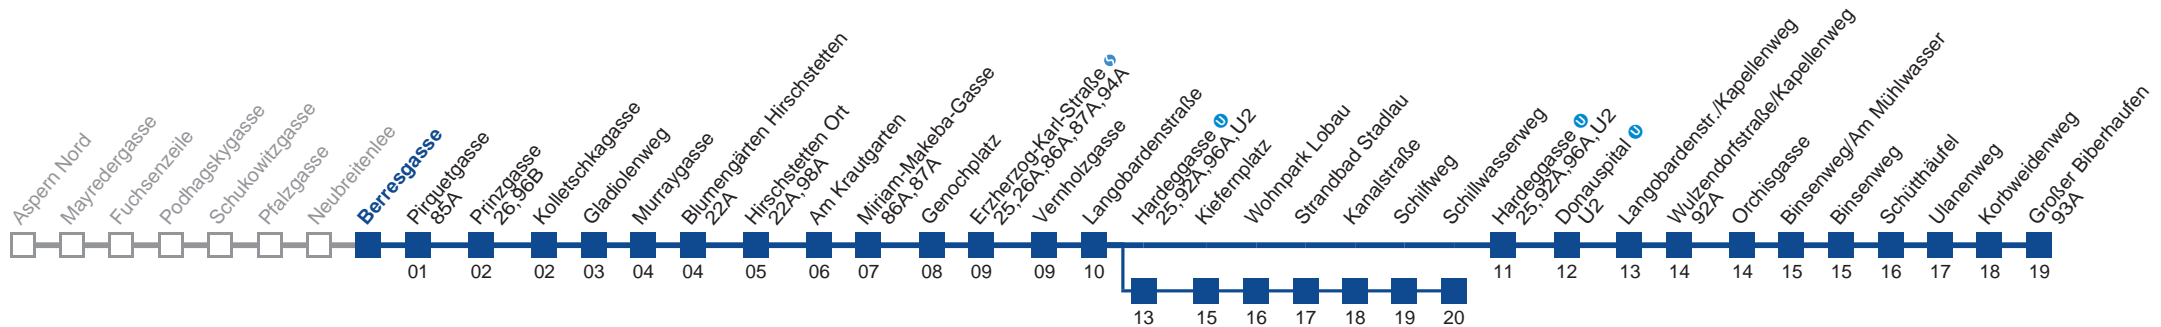 Aspern Nord
Mayredergasse
Fuchsenzeile
Podhagskygasse
Schukowitzgasse
Pfalzgasse
Neubreitenlee
Berresgasse
Pirquetgasse
85A
Prinzgasse
26,96B
Kolletschkagasse
Gladiolenweg
Murraygasse
Blumengärten Hirschstetten
22A
Hirschstetten Ort
22A,98A
Am Krautgarten
Miriam-Makeba-Gasse
86A,87A
Genochplatz
Erzherzog-Karl-Straße S
25,26A,86A,87A,94A
Vernholzgasse
Langobardenstraße
Hardeggasse U
25,92A,96A,U2
Kiefernplatz
Wohnpark Lobau
Strandbad Stadlau
Kanalstraße
Schilfweg
Schillwasserweg
Hardeggasse U
25,92A,96A,U2
Donauspital U
U2
Langobardenstr./Kapellenweg
Wulzendorfstraße/Kapellenweg
92A
Orchisgasse
Binsenweg/Am Mühlwasser
Binsenweg
Schütthäufel
Ulanenweg
Korbweidenweg
Großer Biberhaufen
93A
01 02 02 03 04 04 05 06 07 08 09 09 10 11 12 13 14 14 15 15 16 17 18 19
13 15 16 17 18 19 20